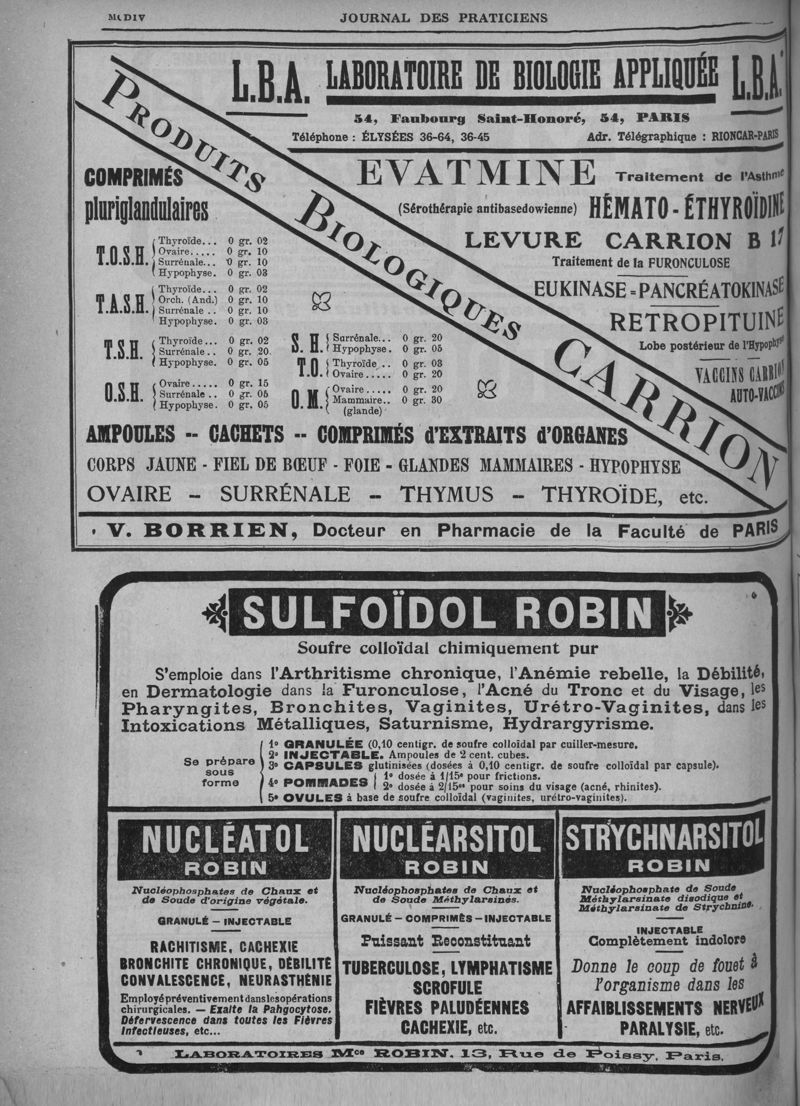 MCDIV
JOURNAL DES PRATICIENS
L.B.A. LABORATOIRE DE BIOLOGIE APPLIQUÉE L.B.A.
54, Faubourg Saint-Honoré, 54, PARIS
Téléphone : ÉLYSÉES 36-64, 36-45
Adr. Télégraphique : RIONCAR-PARIS
PRODUITS BIOLOGIQUES CARRION
EVATMINE Traitement de l'Asthme
(Sérothérapie antibasedowienne) HÉMATO-ÉTHYROÏDINE
LEVURE CARRION B 17
Traitement de la FURONCULOSE
EUKINASE=PANCRÉATOKINASE
RETROPITUINE
Lobe postérieur de l'Hypophyse
VACCINS CARRION
AUTO-VACCINS
COMPRIMÉS
pluriglandulaires
T.O.S.H.
Thyroïde... 0 gr. 02
Ovaire..... 0 gr. 10
Surrénale... 0 gr. 10
Hypophyse. 0 gr. 03
T.A.S.H.
Thyroïde... 0 gr. 02
Orch. (And.) 0 gr. 10
Surrénale .. 0 gr. 10
Hypophyse. 0 gr. 03
T.S.H.
Thyroïde... 0 gr. 02
Surrénale .. 0 gr. 20
Hypophyse. 0 gr. 05
O.S.H.
Ovaire..... 0 gr. 15
Surrénale .. 0 gr. 05
Hypophyse. 0 gr. 05
S. H.
Surrénale... 0 gr. 20
Hypophyse. 0 gr. 05
T.O.
Thyroïde .. 0 gr. 03
Ovaire..... 0 gr. 20
O.M.
Ovaire..... 0 gr. 20
Mammaire.. 0 gr. 30
(glande)
AMPOULES -- CACHETS -- COMPRIMÉS d'EXTRAITS d'ORGANES
CORPS JAUNE - FIEL DE BŒUF - FOIE - GLANDES MAMMAIRES - HYPOPHYSE
OVAIRE – SURRÉNALE – THYMUS – THYROÏDE, etc.
V. BORRIEN, Docteur en Pharmacie de la Faculté de PARIS
SULFOÏDOL ROBIN
Soufre colloïdal chimiquement pur
S'emploie dans l'Arthritisme chronique, l'Anémie rebelle, la Débilité,
en Dermatologie dans la Furonculose, l'Acné du Tronc et du Visage, les
Pharyngites, Bronchites, Vaginites, Urétro-Vaginites, dans les
Intoxications Métalliques, Saturnisme, Hydrargyrisme.
Se prépare
sous
forme
1º GRANULÉE (0,10 centigr. de soufre colloïdal par cuiller-mesure.
2º INJECTABLE. Ampoules de 2 cent. cubes.
3º CAPSULES glutinisées (dosées à 0,10 centigr. de soufre colloïdal par capsule).
4º POMMADES
1º dosée à 1/15e pour frictions.
2º dosée à 2/15es pour soins du visage (acné, rhinites).
5º OVULES à base de soufre colloïdal (vaginites, urétro-vaginites).
NUCLÉATOL
ROBIN
Nucléophosphates de Chaux et
de Soude d'origine végétale.
GRANULÉ – INJECTABLE
RACHITISME, CACHEXIE
BRONCHITE CHRONIQUE, DÉBILITÉ
CONVALESCENCE, NEURASTHÉNIE
Employé préventivement dans les opérations
chirurgicales. — Exalte la Pahgocytose.
Défervescence dans toutes les Fièvres
Infectieuses, etc...
NUCLÉARSITOL
ROBIN
Nucléophosphates de Chaux et
de Soude Méthylarsinés.
GRANULÉ – COMPRIMÉS – INJECTABLE
Puissant Reconstituant
TUBERCULOSE, LYMPHATISME
SCROFULE
FIÈVRES PALUDÉENNES
CACHEXIE, etc.
STRYCHNARSITOL
ROBIN
Nucléophosphate de Soude
Méthylarsinate disodique et
Méthylarsinate de Strychnine.
INJECTABLE
Complètement indolore
Donne le coup de fouet à
l'organisme dans les
AFFAIBLISSEMENTS NERVEUX
PARALYSIE, etc.
LABORATOIRES Mce ROBIN, 13, Rue de Poissy, Paris.